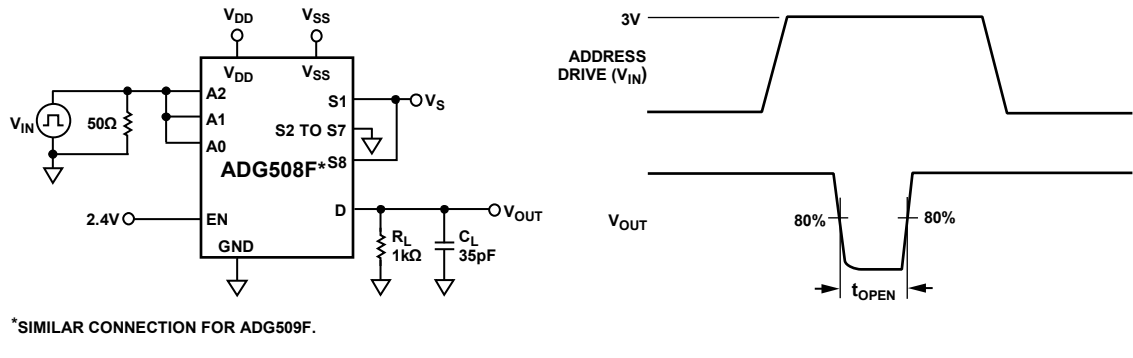 VDD
VSS
VDD
VSS
VIN
50Ω
A2
A1
A0
S1
VS
S2 TO S7
S8
ADG508F*
2.4V
EN
D
VOUT
GND
RL
1kΩ
CL
35pF
*SIMILAR CONNECTION FOR ADG509F.
3V
ADDRESS
DRIVE (VIN)
VOUT
80%
80%
tOPEN